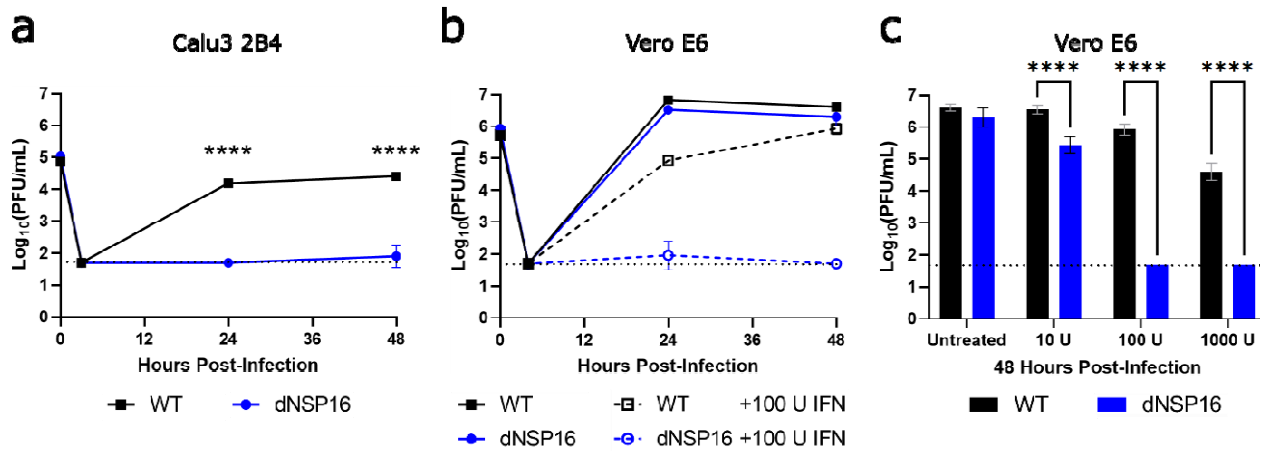 a
Calu3 2B4
Log10(PFU/mL)
7
6
5
4
3
2
1
0
****
****
0 12 24 36 48
Hours Post-Infection
WT dNSP16
b
Vero E6
Log10(PFU/mL)
7
6
5
4
3
2
1
0
0 12 24 36 48
Hours Post-Infection
WT WT +100 U IFN
dNSP16 dNSP16 +100 U IFN
c
Vero E6
**** **** ****
Log10(PFU/mL)
7
6
5
4
3
2
1
0
Untreated 10 U 100 U 1000 U
48 Hours Post-Infection
WT dNSP16